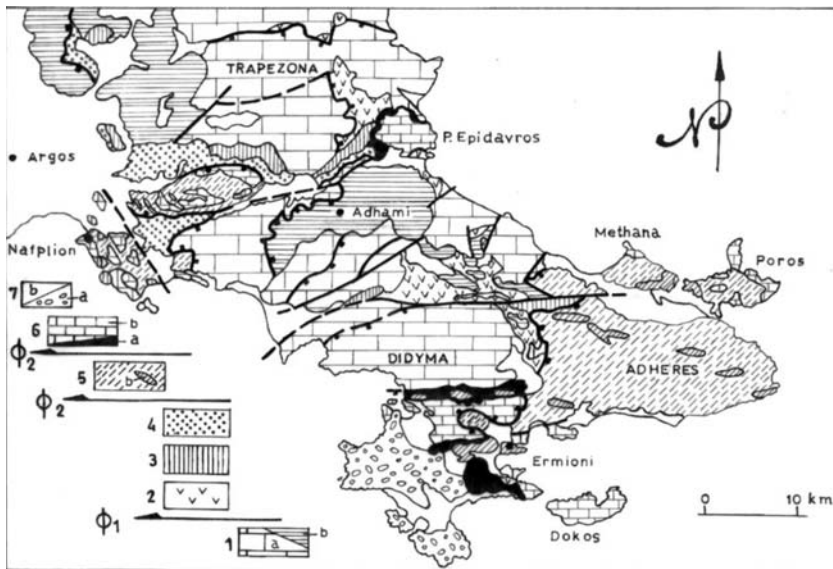 TRAPEZONA
P. Epidavros
N
Argos
Adhami
Nafplion
Methana
Poros
7
b
a
6
b
a
Φ2
DIDYMA
ADHERES
5
b
Φ2
4
3
Ermioni
2
0 10 km
Φ1
Dokos
1
a
b